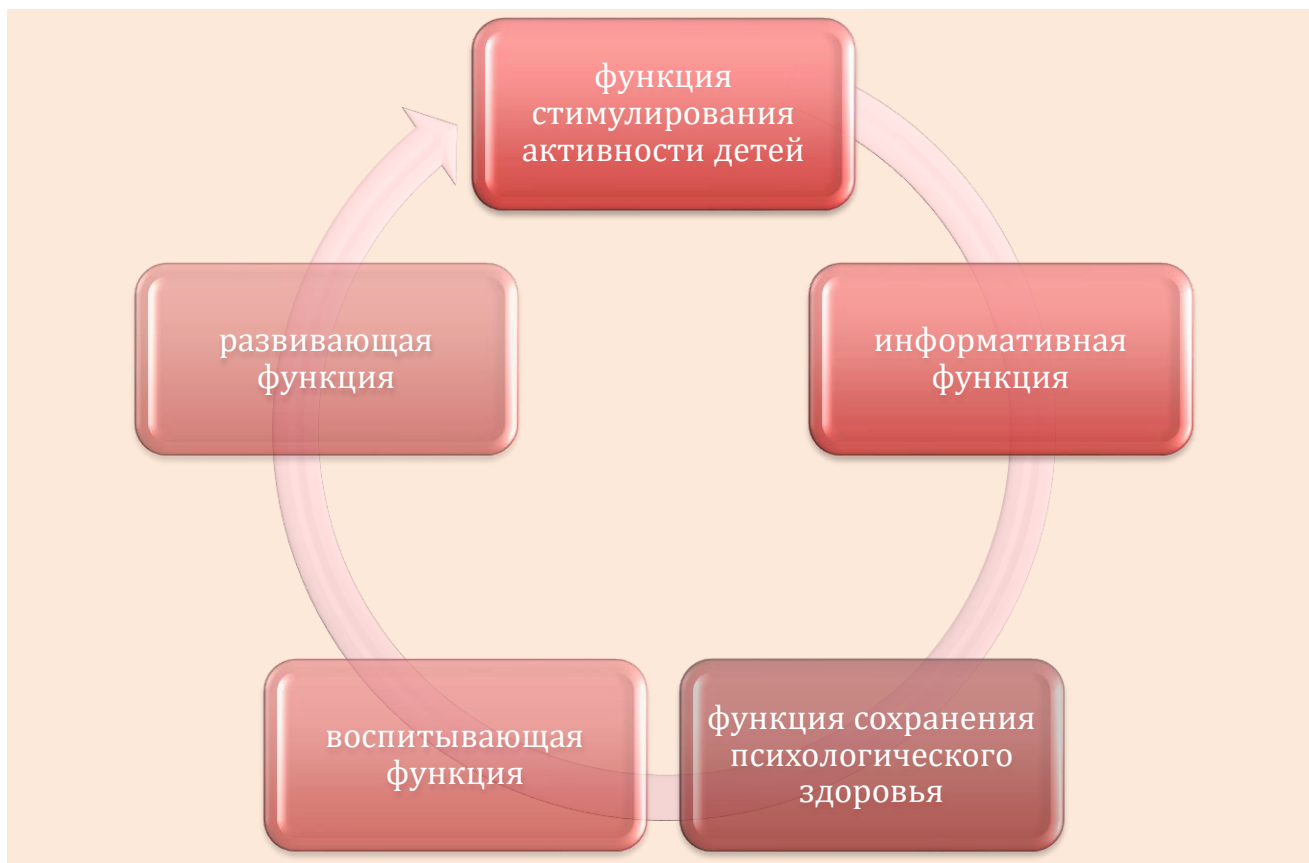 функция
стимулирования
активности детей
информативная
функция
функция сохранения
психологического
здоровья
воспитывающая
функция
развивающая
функция